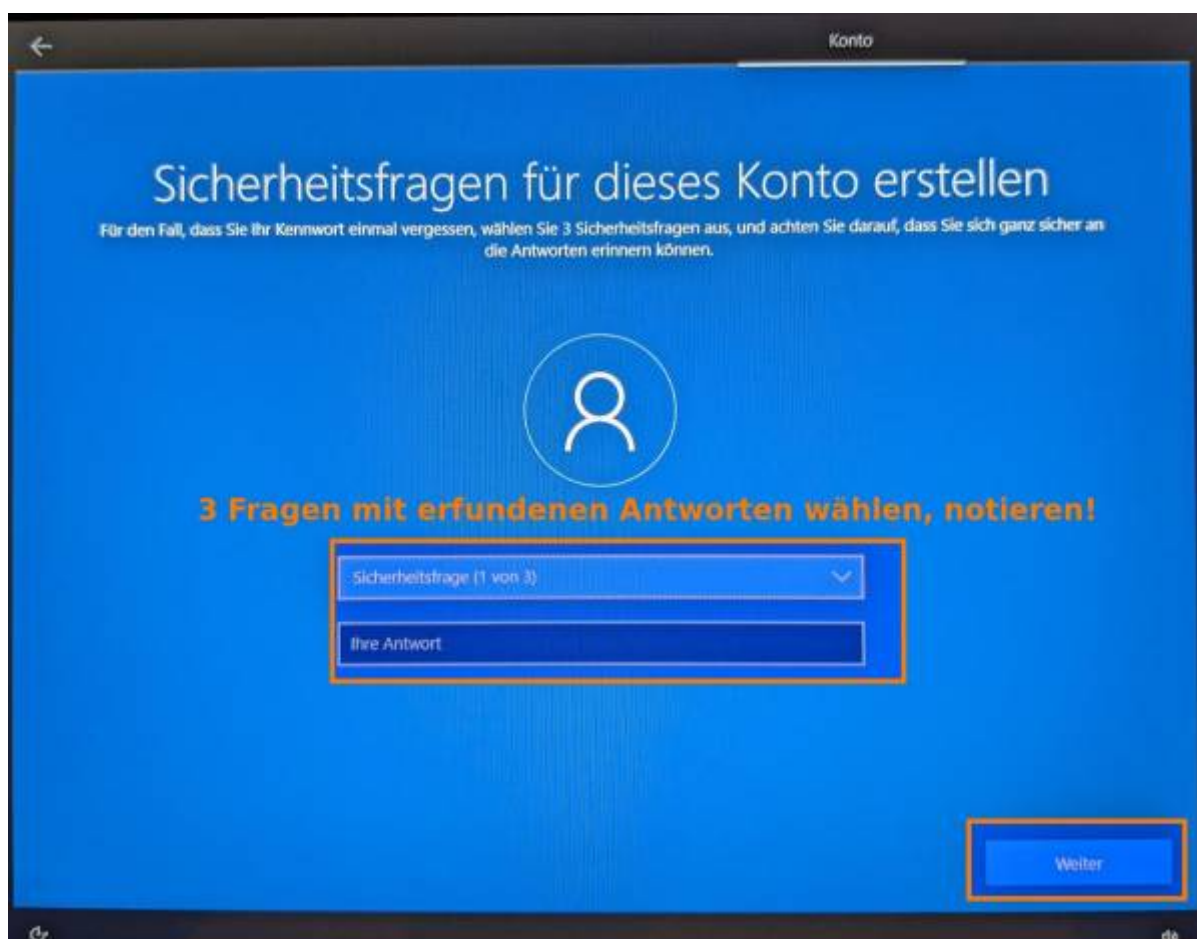 Konto
Sicherheitsfragen für dieses Konto erstellen
Für den Fall, dass Sie Ihr Kennwort einmal vergessen, wählen Sie 3 Sicherheitsfragen aus, und achten Sie darauf, dass Sie sich ganz sicher an
die Antworten erinnern können.
3 Fragen mit erfundenen Antworten wählen, notieren!
Sicherheitsfrage (1 von 3)
Ihre Antwort
Weiter